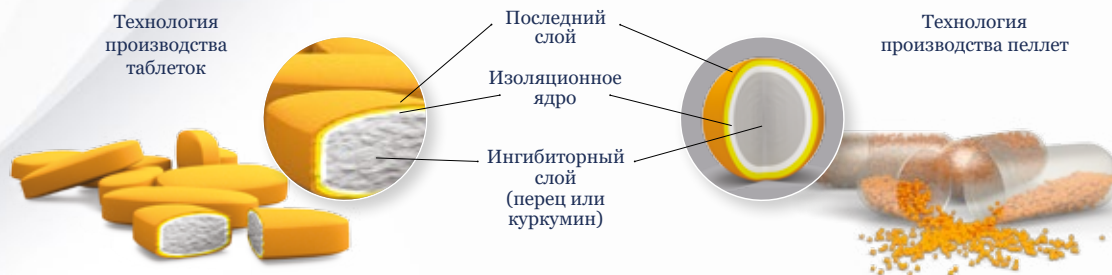 Технология
производства
таблеток
Последний
слой
Изоляционное
ядро
Ингибиторный
слой
(перец или
куркумин)
Технология
производства пеллет